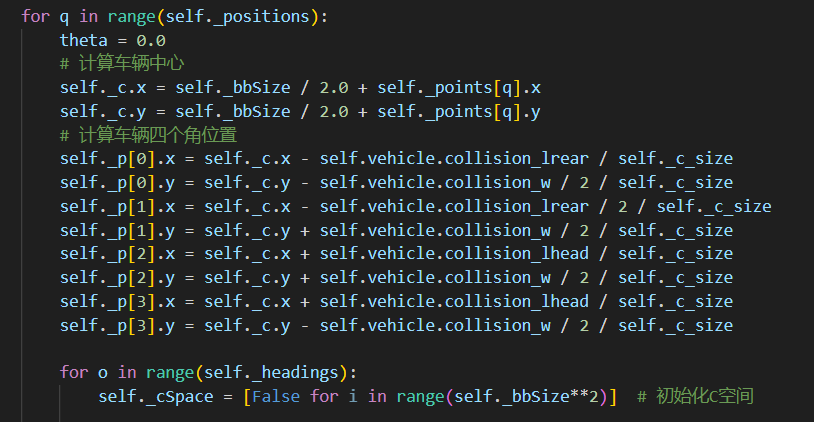 for q in range(self._positions):
    theta = 0.0
    # 计算车辆中心
    self._c.x = self._bbSize / 2.0 + self._points[q].x
    self._c.y = self._bbSize / 2.0 + self._points[q].y
    # 计算车辆四个角位置
    self._p[0].x = self._c.x - self.vehicle.collision_lrear / self._c_size
    self._p[0].y = self._c.y - self.vehicle.collision_w / 2 / self._c_size
    self._p[1].x = self._c.x - self.vehicle.collision_lrear / 2 / self._c_size
    self._p[1].y = self._c.y + self.vehicle.collision_w / 2 / self._c_size
    self._p[2].x = self._c.x + self.vehicle.collision_lhead / self._c_size
    self._p[2].y = self._c.y + self.vehicle.collision_w / 2 / self._c_size
    self._p[3].x = self._c.x + self.vehicle.collision_lhead / self._c_size
    self._p[3].y = self._c.y - self.vehicle.collision_w / 2 / self._c_size
    for o in range(self._headings):
        self._cSpace = [False for i in range(self._bbSize**2)]  # 初始化C空间